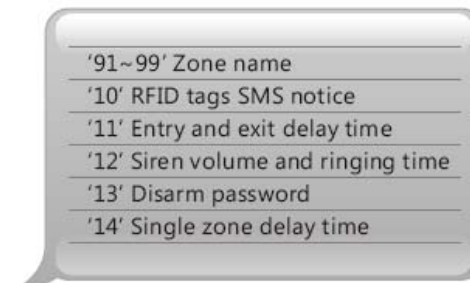 '91~99' Zone name
'10' RFID tags SMS notice
'11' Entry and exit delay time
'12' Siren volume and ringing time
'13' Disarm password
'14' Single zone delay time